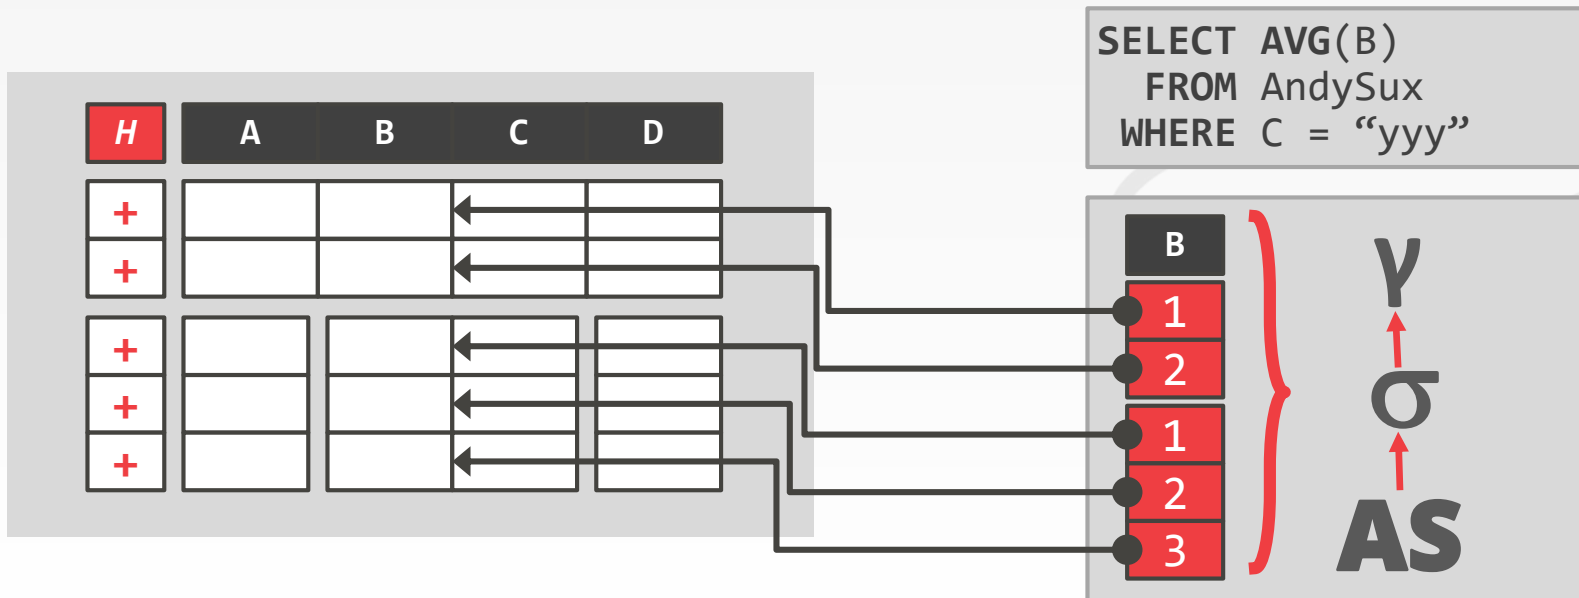 SELECT AVG(B)
FROM AndySux
WHERE C = “yyy”
H A B C D
+
+
+
+
+
B
1
2
1
2
3
γ
σ
AS